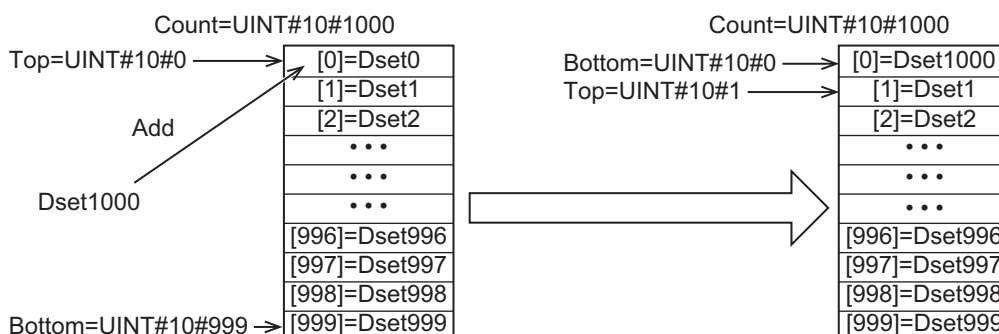 Count=UINT#10#1000
Top=UINT#10#0
[0]=Dset0
[1]=Dset1
[2]=Dset2
• • •
• • •
• • •
[996]=Dset996
[997]=Dset997
[998]=Dset998
[999]=Dset999
Add
Dset1000
Bottom=UINT#10#999
Count=UINT#10#1000
Bottom=UINT#10#0
Top=UINT#10#1
[0]=Dset1000
[1]=Dset1
[2]=Dset2
• • •
• • •
• • •
[996]=Dset996
[997]=Dset997
[998]=Dset998
[999]=Dset999